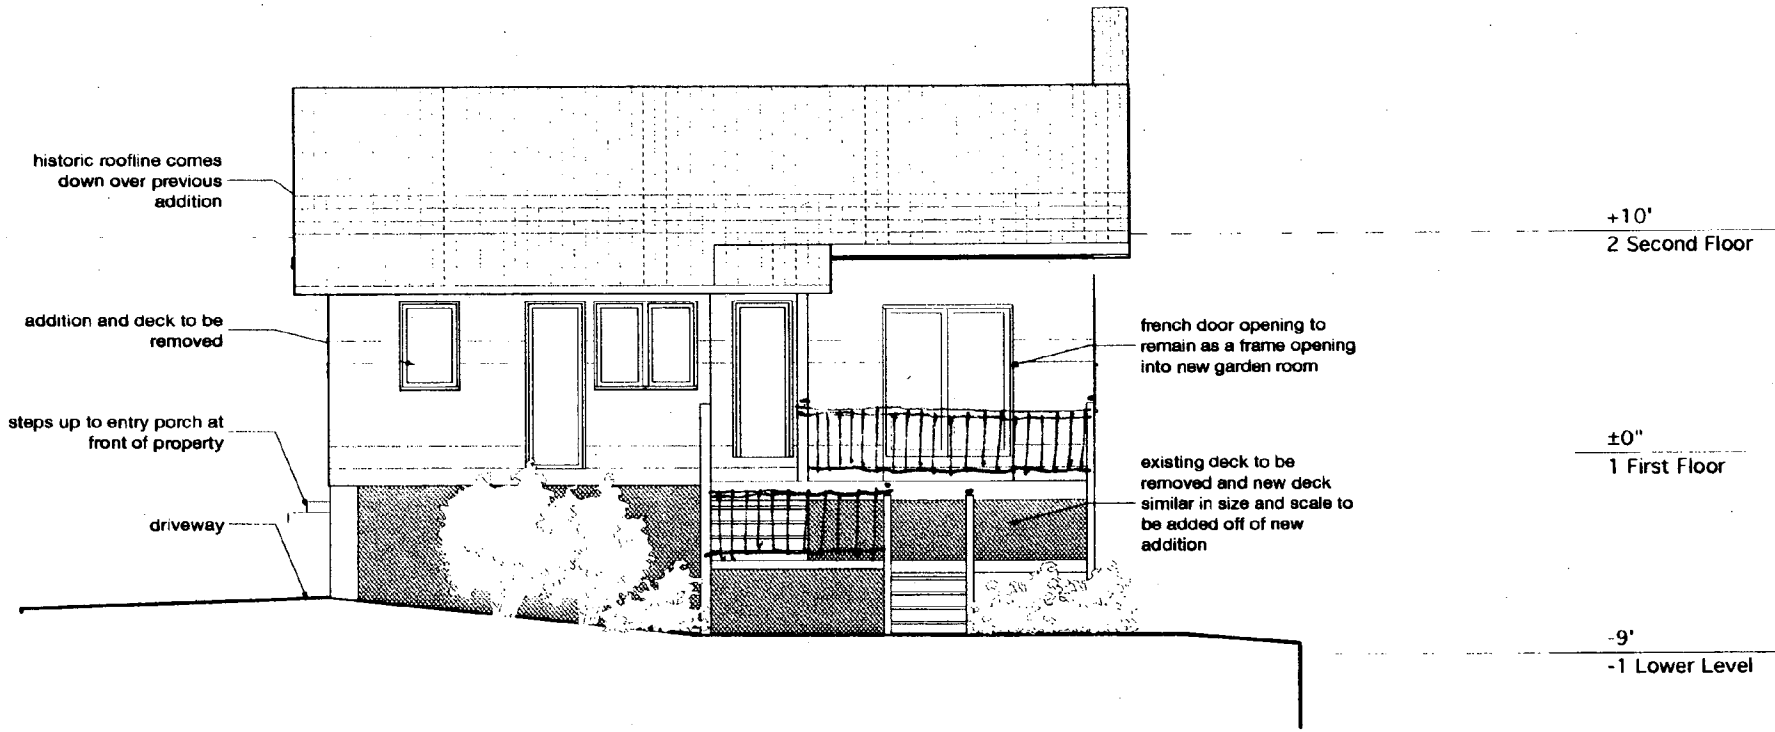 historic roofline comes
down over previous
addition
addition and deck to be
removed
steps up to entry porch at
front of property
driveway
french door opening to
remain as a frame opening
into new garden room
existing deck to be
removed and new deck
similar in size and scale to
be added off of new
addition
+10'
2 Second Floor
±0"
1 First Floor
-9'
-1 Lower Level